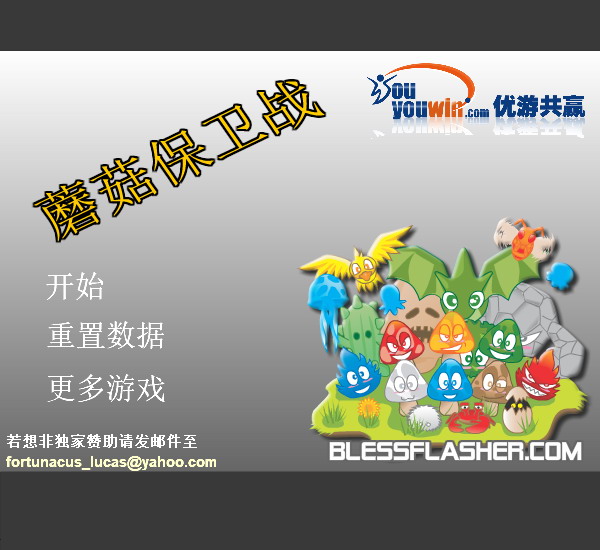 蘑菇保卫战
You
youwin.com 优游共赢
开始
重置数据
更多游戏
若想非独家赞助请发邮件至
fortunacus_lucas@yahoo.com
BLESSFLASHER.COM